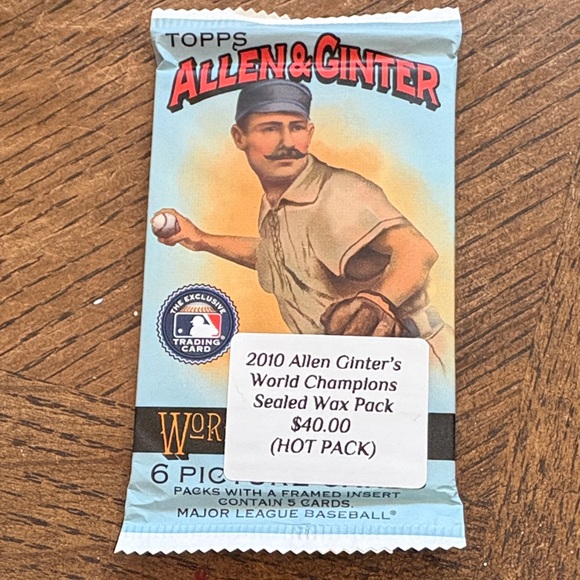 TOPPS
ALLEN & GINTER
THE EXCLUSIVE
TRADING
CARD
2010 Allen Ginter's
World Champions
Sealed Wax Pack
$40.00
(HOT PACK)
6
PACKS WITH A FRAMED INSERT
CONTAIN 5 CARDS.
MAJOR LEAGUE BASEBALL®